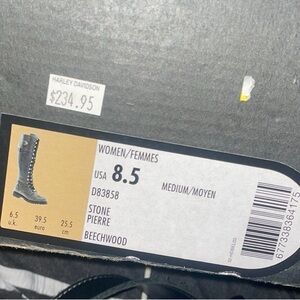 HARLEY DAVIDSON
$234.95
WOMEN/FEMMES
USA 8.5
MEDIUM/MOYEN
D83858
STONE
PIERRE
BEECHWOOD
6.5 39.5 25.5
u.k. euro cm
677338364175